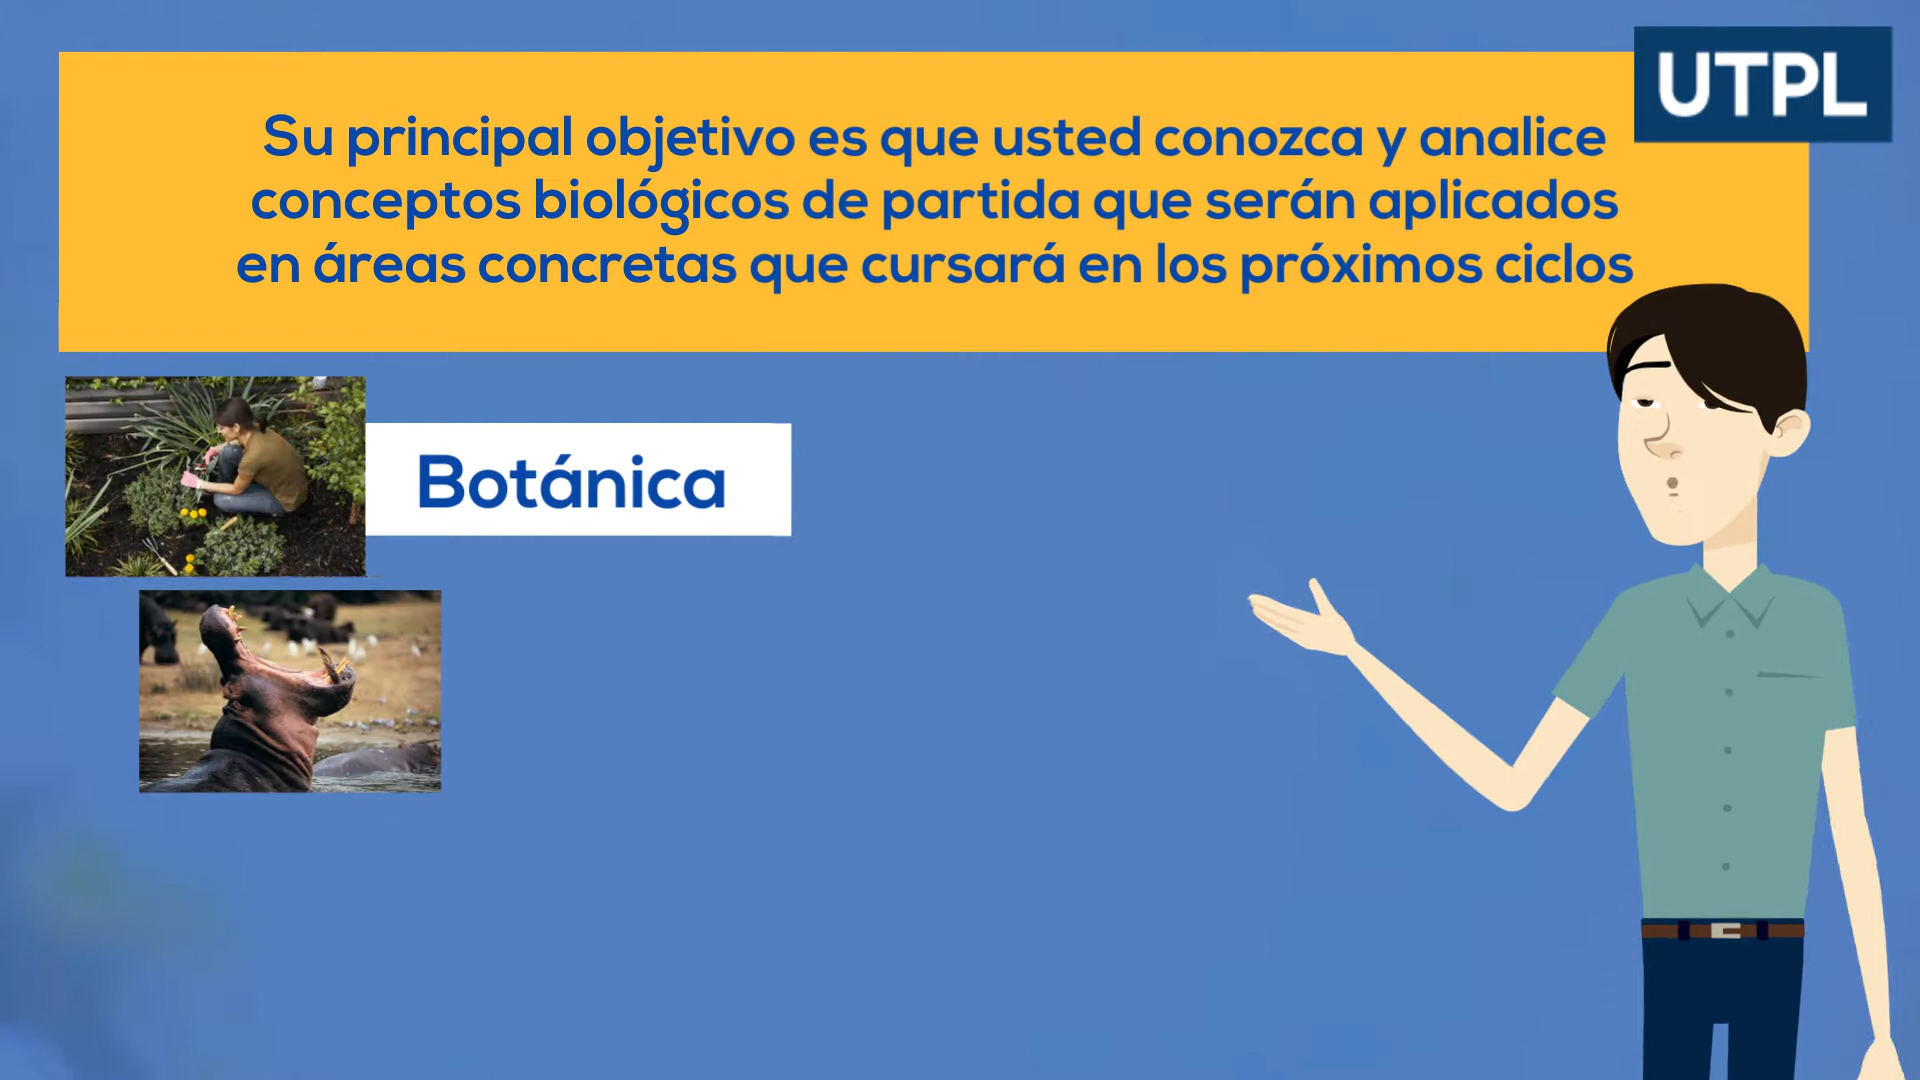 UTPL
Su principal objetivo es que usted conozca y analice
conceptos biológicos de partida que serán aplicados
en áreas concretas que cursará en los próximos ciclos
Botánica